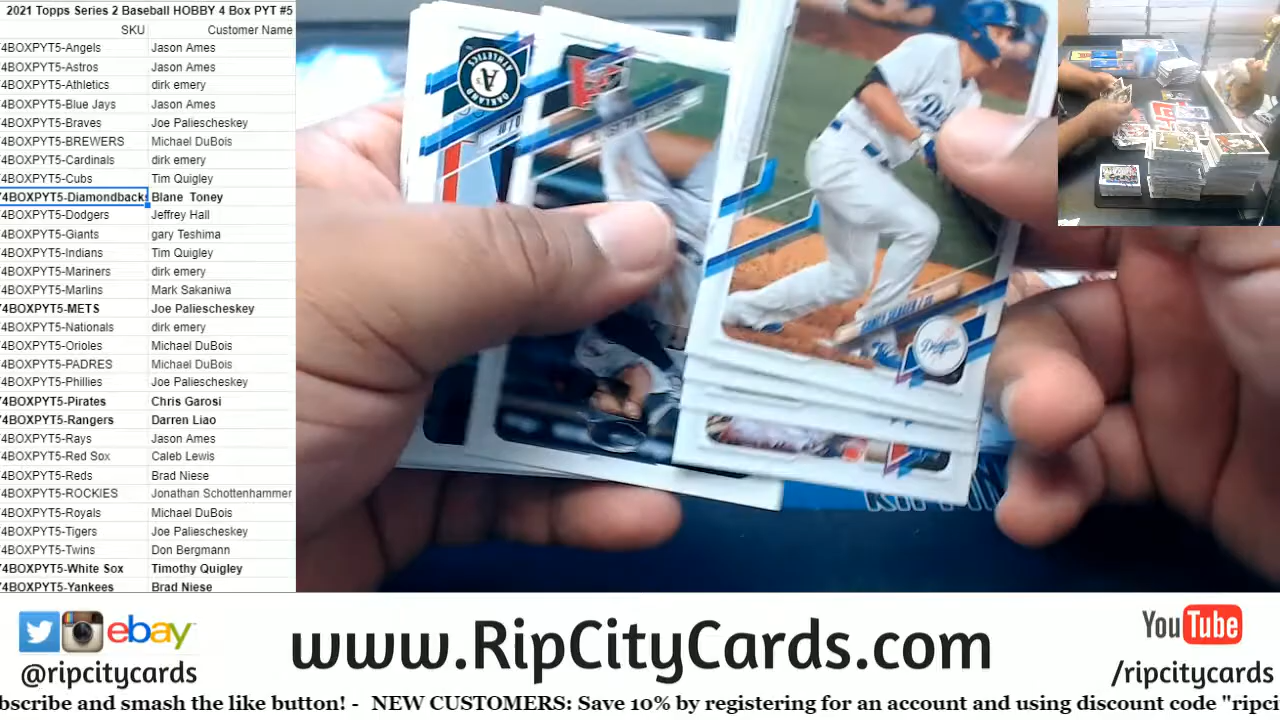 2021 Topps Series 2 Baseball HOBBY 4 Box PYT #5
SKU Customer Name
4BOXPYT5-Angels Jason Ames
4BOXPYT5-Astros Jason Ames
4BOXPYT5-Athletics dirk emery
4BOXPYT5-Blue Jays Jason Ames
4BOXPYT5-Braves Joe Paliescheskey
4BOXPYT5-BREWERS Michael DuBois
4BOXPYT5-Cardinals dirk emery
4BOXPYT5-Cubs Tim Quigley
4BOXPYT5-Diamondbacks Blane Toney
4BOXPYT5-Dodgers Jeffrey Hall
4BOXPYT5-Giants gary Teshima
4BOXPYT5-Indians Tim Quigley
4BOXPYT5-Mariners dirk emery
4BOXPYT5-Marlins Mark Sakaniwa
4BOXPYT5-METS Joe Paliescheskey
4BOXPYT5-Nationals dirk emery
4BOXPYT5-Orioles Michael DuBois
4BOXPYT5-PADRES Michael DuBois
4BOXPYT5-Phillies Joe Paliescheskey
4BOXPYT5-Pirates Chris Garosi
4BOXPYT5-Rangers Darren Liao
4BOXPYT5-Rays Jason Ames
4BOXPYT5-Red Sox Caleb Lewis
4BOXPYT5-Reds Brad Niese
4BOXPYT5-ROCKIES Jonathan Schottenhammer
4BOXPYT5-Royals Michael DuBois
4BOXPYT5-Tigers Joe Paliescheskey
4BOXPYT5-Twins Don Bergmann
4BOXPYT5-White Sox Timothy Quigley
4BOXPYT5-Yankees Brad Niese
OAKLAND ATHLETICS
A's
COREY SEAGER / SS
Dodgers
ebay
@ripcitycards
www.RipCityCards.com
YouTube
/ripcitycards
bscribe and smash the like button! - NEW CUSTOMERS: Save 10% by registering for an account and using discount code "ripci